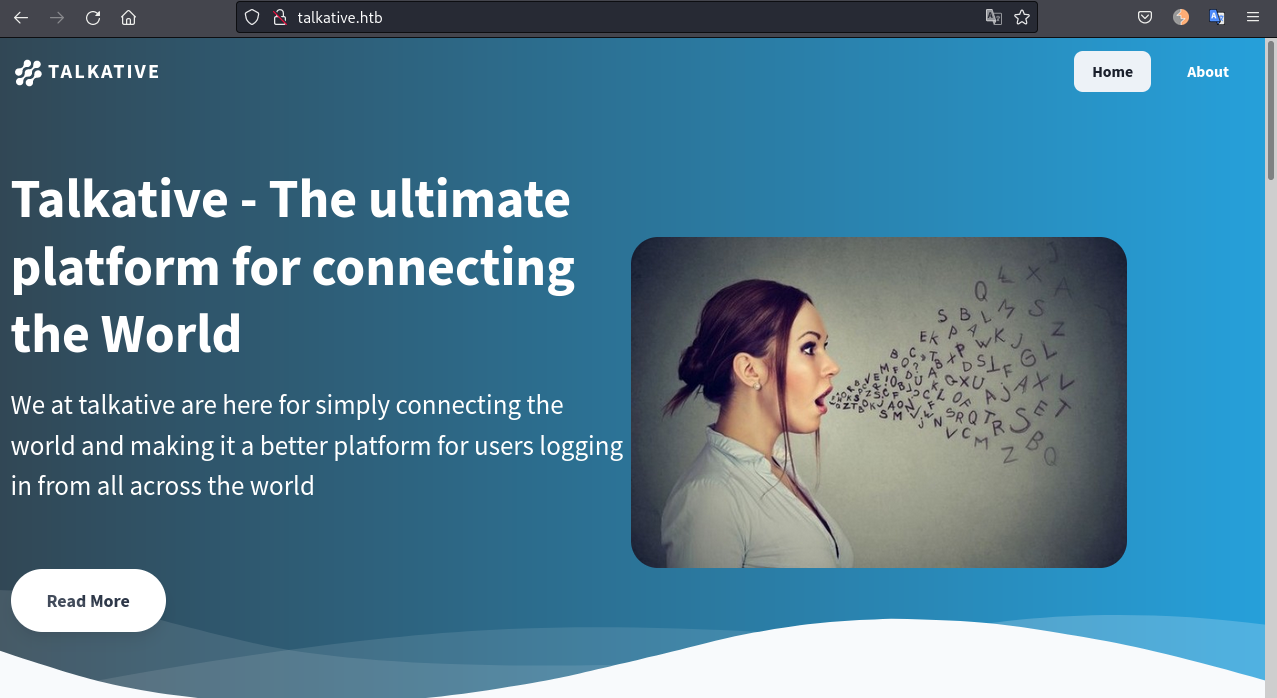 talkative.htb
TALKATIVE
Home
About
Talkative - The ultimate
platform for connecting
the World
We at talkative are here for simply connecting the
world and making it a better platform for users logging
in from all across the world
Read More